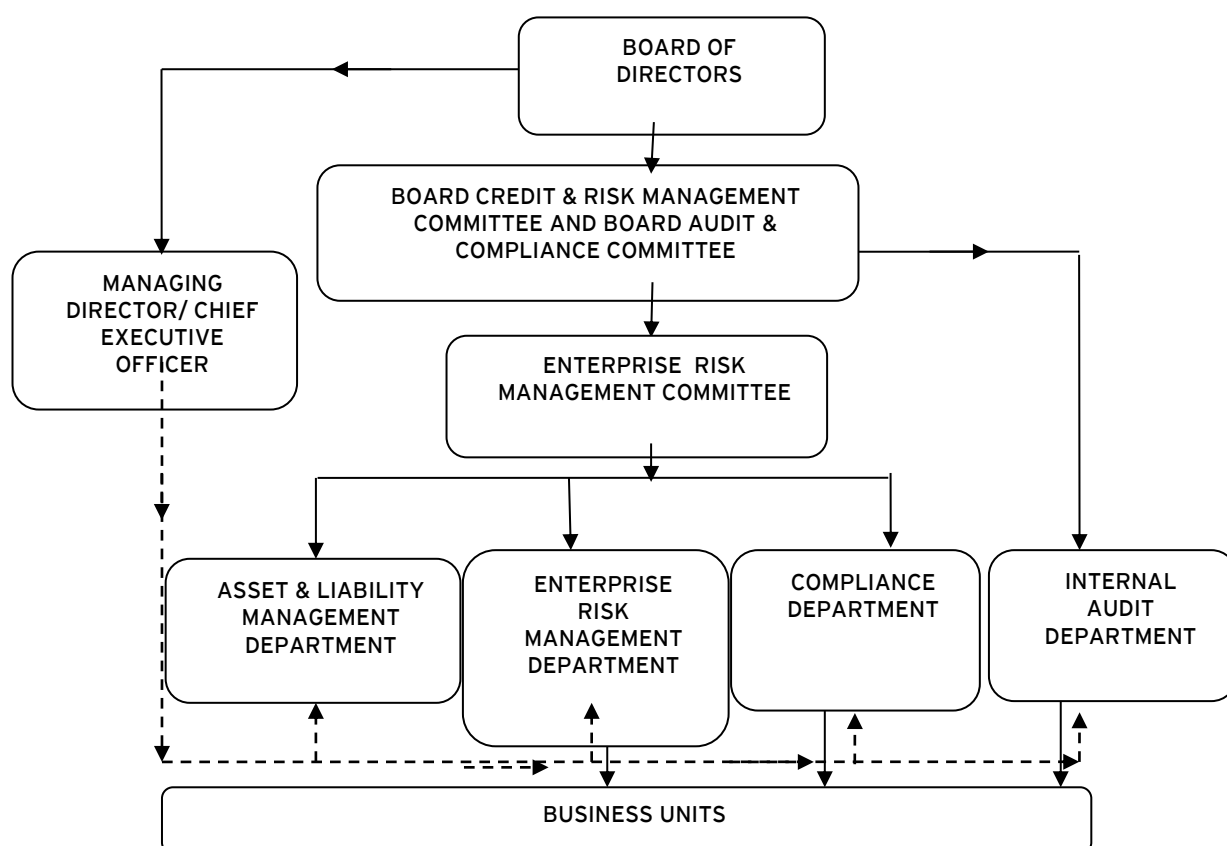 BOARD OF
DIRECTORS
BOARD CREDIT & RISK MANAGEMENT
COMMITTEE AND BOARD AUDIT &
COMPLIANCE COMMITTEE
MANAGING
DIRECTOR/ CHIEF
EXECUTIVE
OFFICER
ENTERPRISE RISK
MANAGEMENT COMMITTEE
ASSET & LIABILITY
MANAGEMENT
DEPARTMENT
ENTERPRISE
RISK
MANAGEMENT
DEPARTMENT
COMPLIANCE
DEPARTMENT
INTERNAL
AUDIT
DEPARTMENT
BUSINESS UNITS